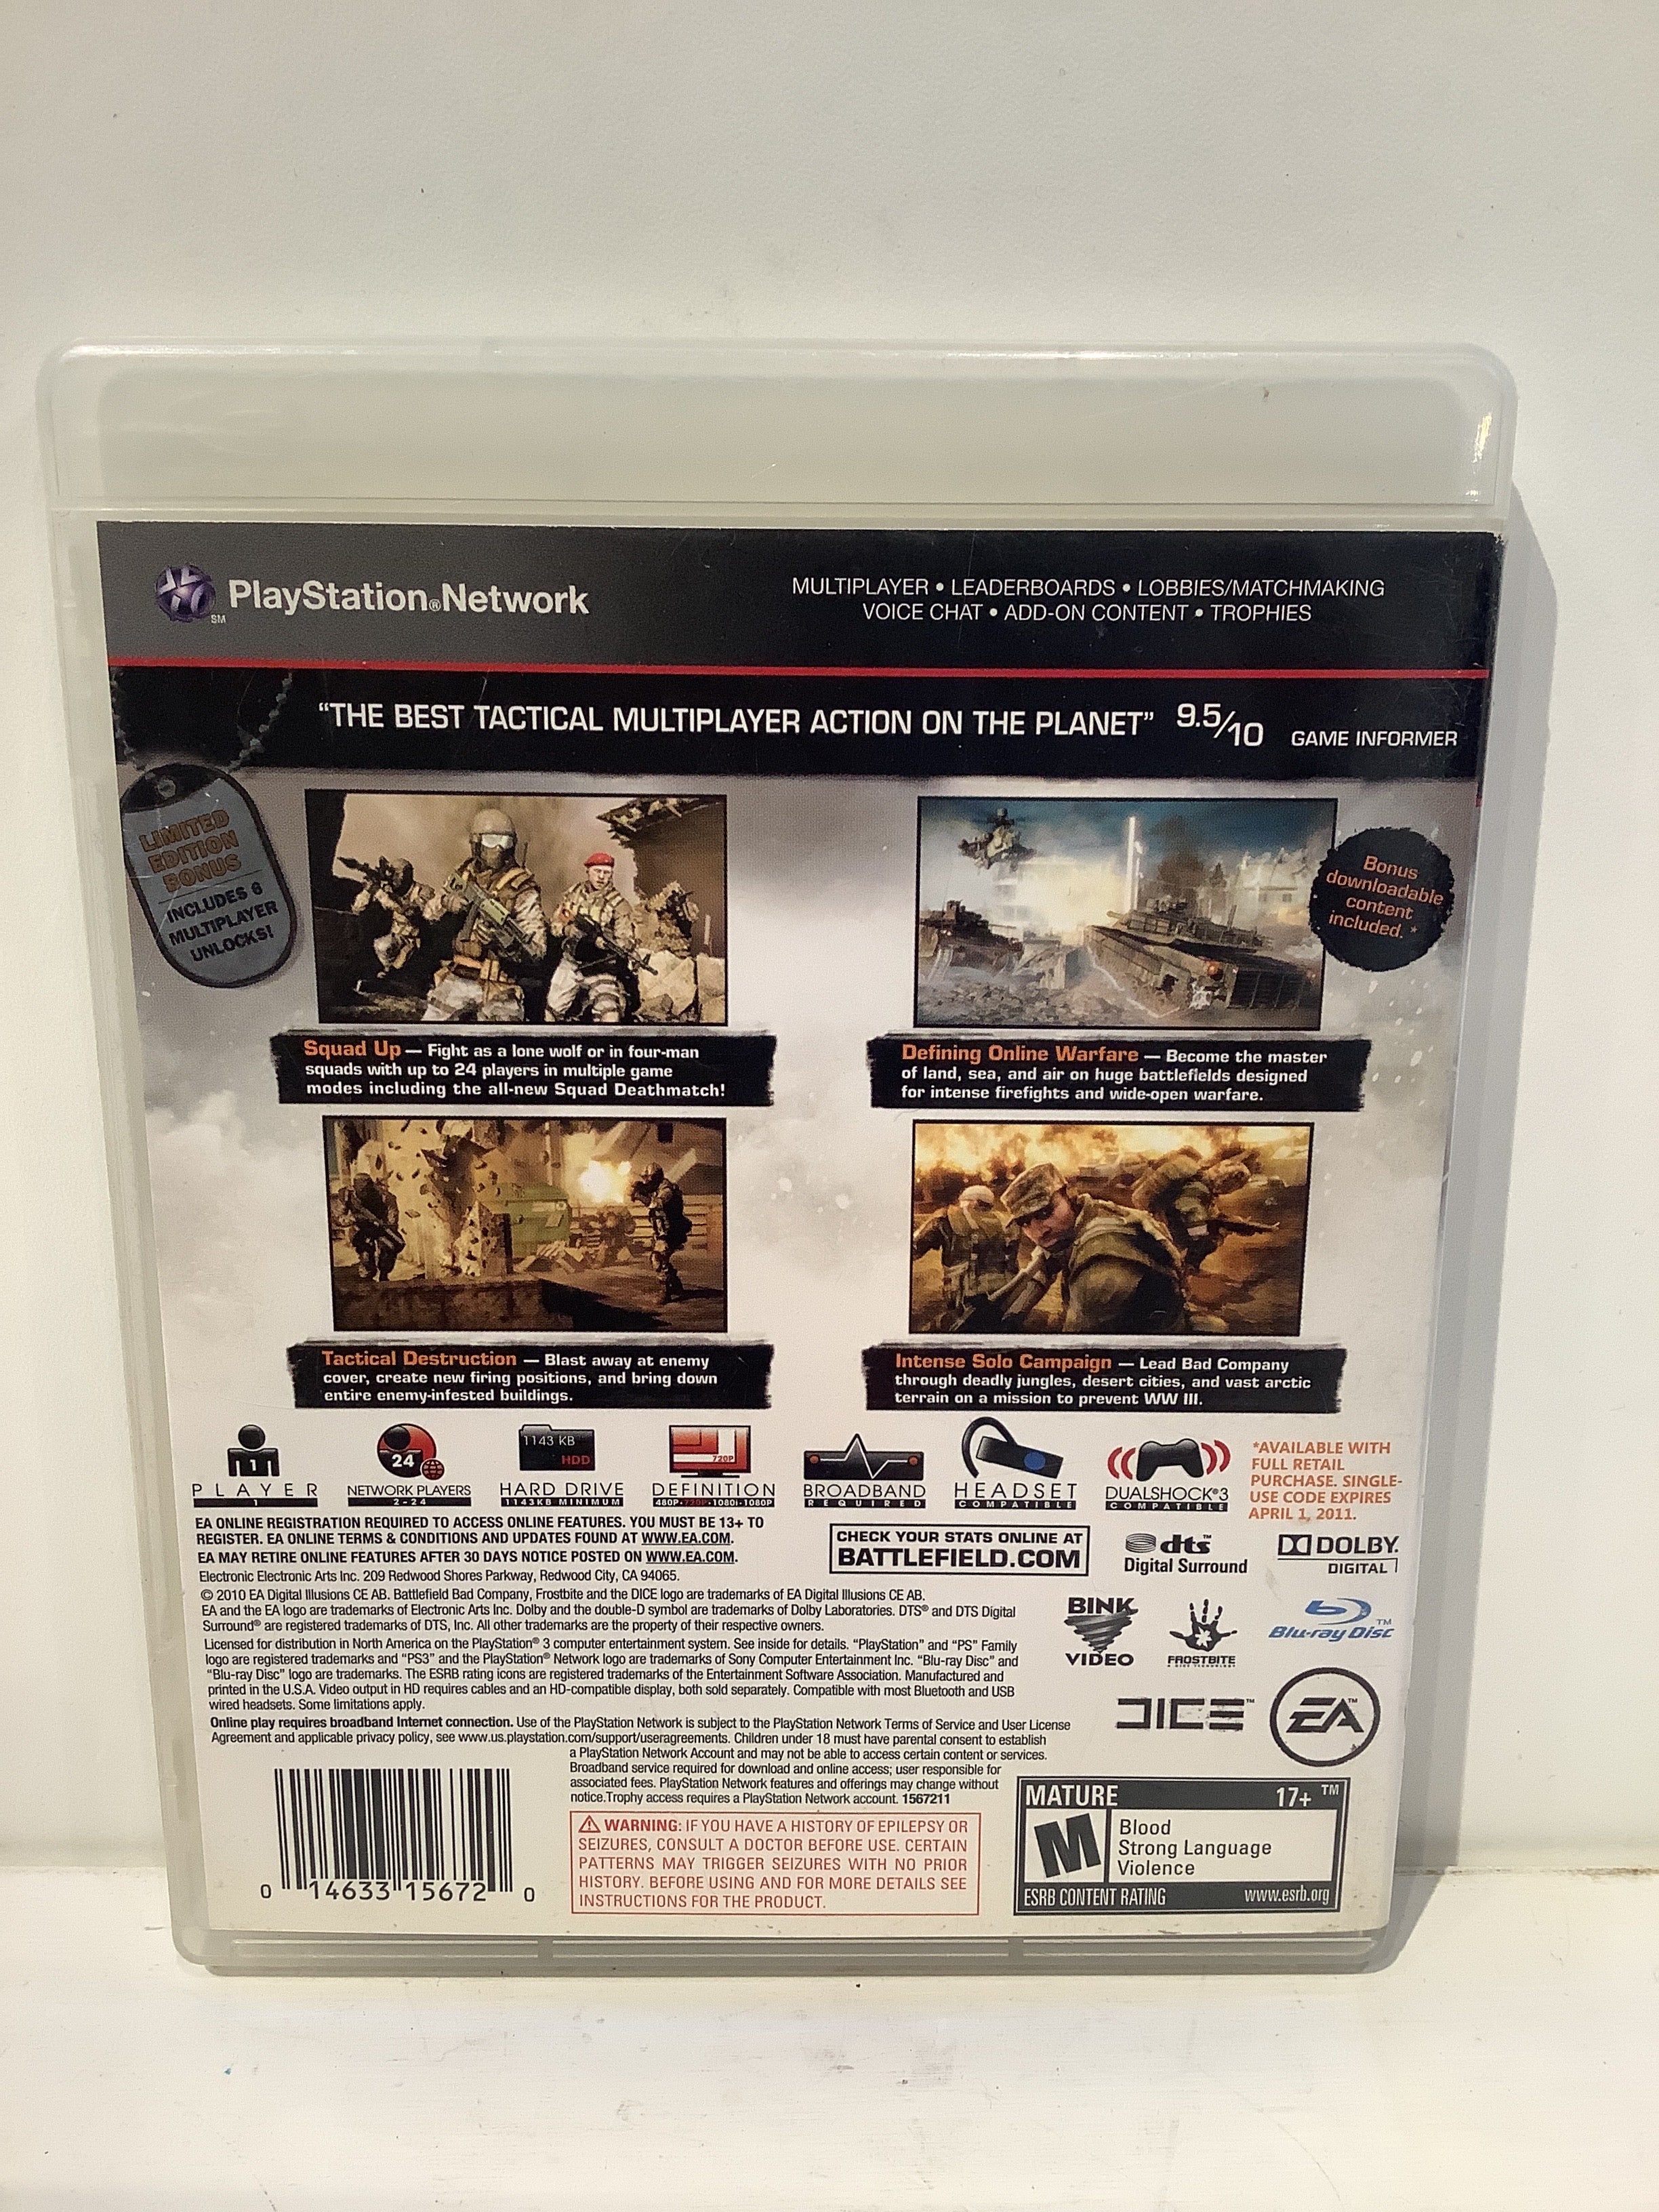 PlayStation®Network
SM
MULTIPLAYER • LEADERBOARDS • LOBBIES/MATCHMAKING
VOICE CHAT • ADD-ON CONTENT • TROPHIES
“THE BEST TACTICAL MULTIPLAYER ACTION ON THE PLANET” 9.5/10 GAME INFORMER
LIMITED
EDITION
BONUS
INCLUDES 6
MULTIPLAYER
UNLOCKS!
Bonus
downloadable
content
included. *
Squad Up — Fight as a lone wolf or in four-man
squads with up to 24 players in multiple game
modes including the all-new Squad Deathmatch!
Defining Online Warfare — Become the master
of land, sea, and air on huge battlefields designed
for intense firefights and wide-open warfare.
Tactical Destruction — Blast away at enemy
cover, create new firing positions, and bring down
entire enemy-infested buildings.
Intense Solo Campaign — Lead Bad Company
through deadly jungles, desert cities, and vast arctic
terrain on a mission to prevent WW III.
1
PLAYER
1
24
NETWORK PLAYERS
2-24
1143 KB
HDD
HARD DRIVE
1143KB MINIMUM
720P
DEFINITION
480P•720P•1080i•1080P
BROADBAND
REQUIRED
HEADSET
COMPATIBLE
DUALSHOCK®3
COMPATIBLE
*AVAILABLE WITH
FULL RETAIL
PURCHASE. SINGLE-
USE CODE EXPIRES
APRIL 1, 2011.
EA ONLINE REGISTRATION REQUIRED TO ACCESS ONLINE FEATURES. YOU MUST BE 13+ TO
REGISTER. EA ONLINE TERMS & CONDITIONS AND UPDATES FOUND AT WWW.EA.COM.
EA MAY RETIRE ONLINE FEATURES AFTER 30 DAYS NOTICE POSTED ON WWW.EA.COM.
Electronic Electronic Arts Inc. 209 Redwood Shores Parkway, Redwood City, CA 94065.
CHECK YOUR STATS ONLINE AT
BATTLEFIELD.COM
dts™
Digital Surround
DOLBY.
DIGITAL
© 2010 EA Digital Illusions CE AB. Battlefield Bad Company, Frostbite and the DICE logo are trademarks of EA Digital Illusions CE AB.
EA and the EA logo are trademarks of Electronic Arts Inc. Dolby and the double-D symbol are trademarks of Dolby Laboratories. DTS® and DTS Digital
Surround® are registered trademarks of DTS, Inc. All other trademarks are the property of their respective owners.
Licensed for distribution in North America on the PlayStation® 3 computer entertainment system. See inside for details. “PlayStation” and “PS” Family
logo are registered trademarks and “PS3” and the PlayStation® Network logo are trademarks of Sony Computer Entertainment Inc. “Blu-ray Disc” and
“Blu-ray Disc” logo are trademarks. The ESRB rating icons are registered trademarks of the Entertainment Software Association. Manufactured and
printed in the U.S.A. Video output in HD requires cables and an HD-compatible display, both sold separately. Compatible with most Bluetooth and USB
wired headsets. Some limitations apply.
BINK
VIDEO
FROSTBITE
Blu-ray Disc™
DICE™
EA™
Online play requires broadband Internet connection. Use of the PlayStation Network is subject to the PlayStation Network Terms of Service and User License
Agreement and applicable privacy policy, see www.us.playstation.com/support/useragreements. Children under 18 must have parental consent to establish
a PlayStation Network Account and may not be able to access certain content or services.
Broadband service required for download and online access; user responsible for
associated fees. PlayStation Network features and offerings may change without
notice.Trophy access requires a PlayStation Network account. 1567211
0 14633 15672 0
WARNING: IF YOU HAVE A HISTORY OF EPILEPSY OR
SEIZURES, CONSULT A DOCTOR BEFORE USE. CERTAIN
PATTERNS MAY TRIGGER SEIZURES WITH NO PRIOR
HISTORY. BEFORE USING AND FOR MORE DETAILS SEE
INSTRUCTIONS FOR THE PRODUCT.
MATURE 17+ ™
M
Blood
Strong Language
Violence
ESRB CONTENT RATING www.esrb.org